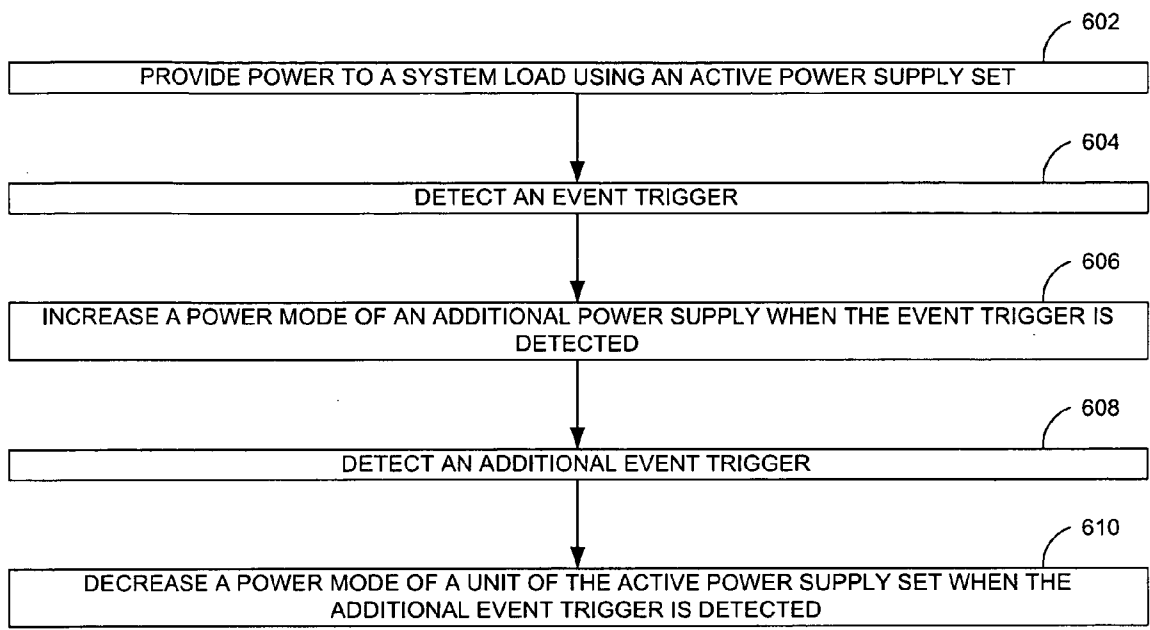 602
PROVIDE POWER TO A SYSTEM LOAD USING AN ACTIVE POWER SUPPLY SET
604
DETECT AN EVENT TRIGGER
606
INCREASE A POWER MODE OF AN ADDITIONAL POWER SUPPLY WHEN THE EVENT TRIGGER IS
DETECTED
608
DETECT AN ADDITIONAL EVENT TRIGGER
610
DECREASE A POWER MODE OF A UNIT OF THE ACTIVE POWER SUPPLY SET WHEN THE
ADDITIONAL EVENT TRIGGER IS DETECTED